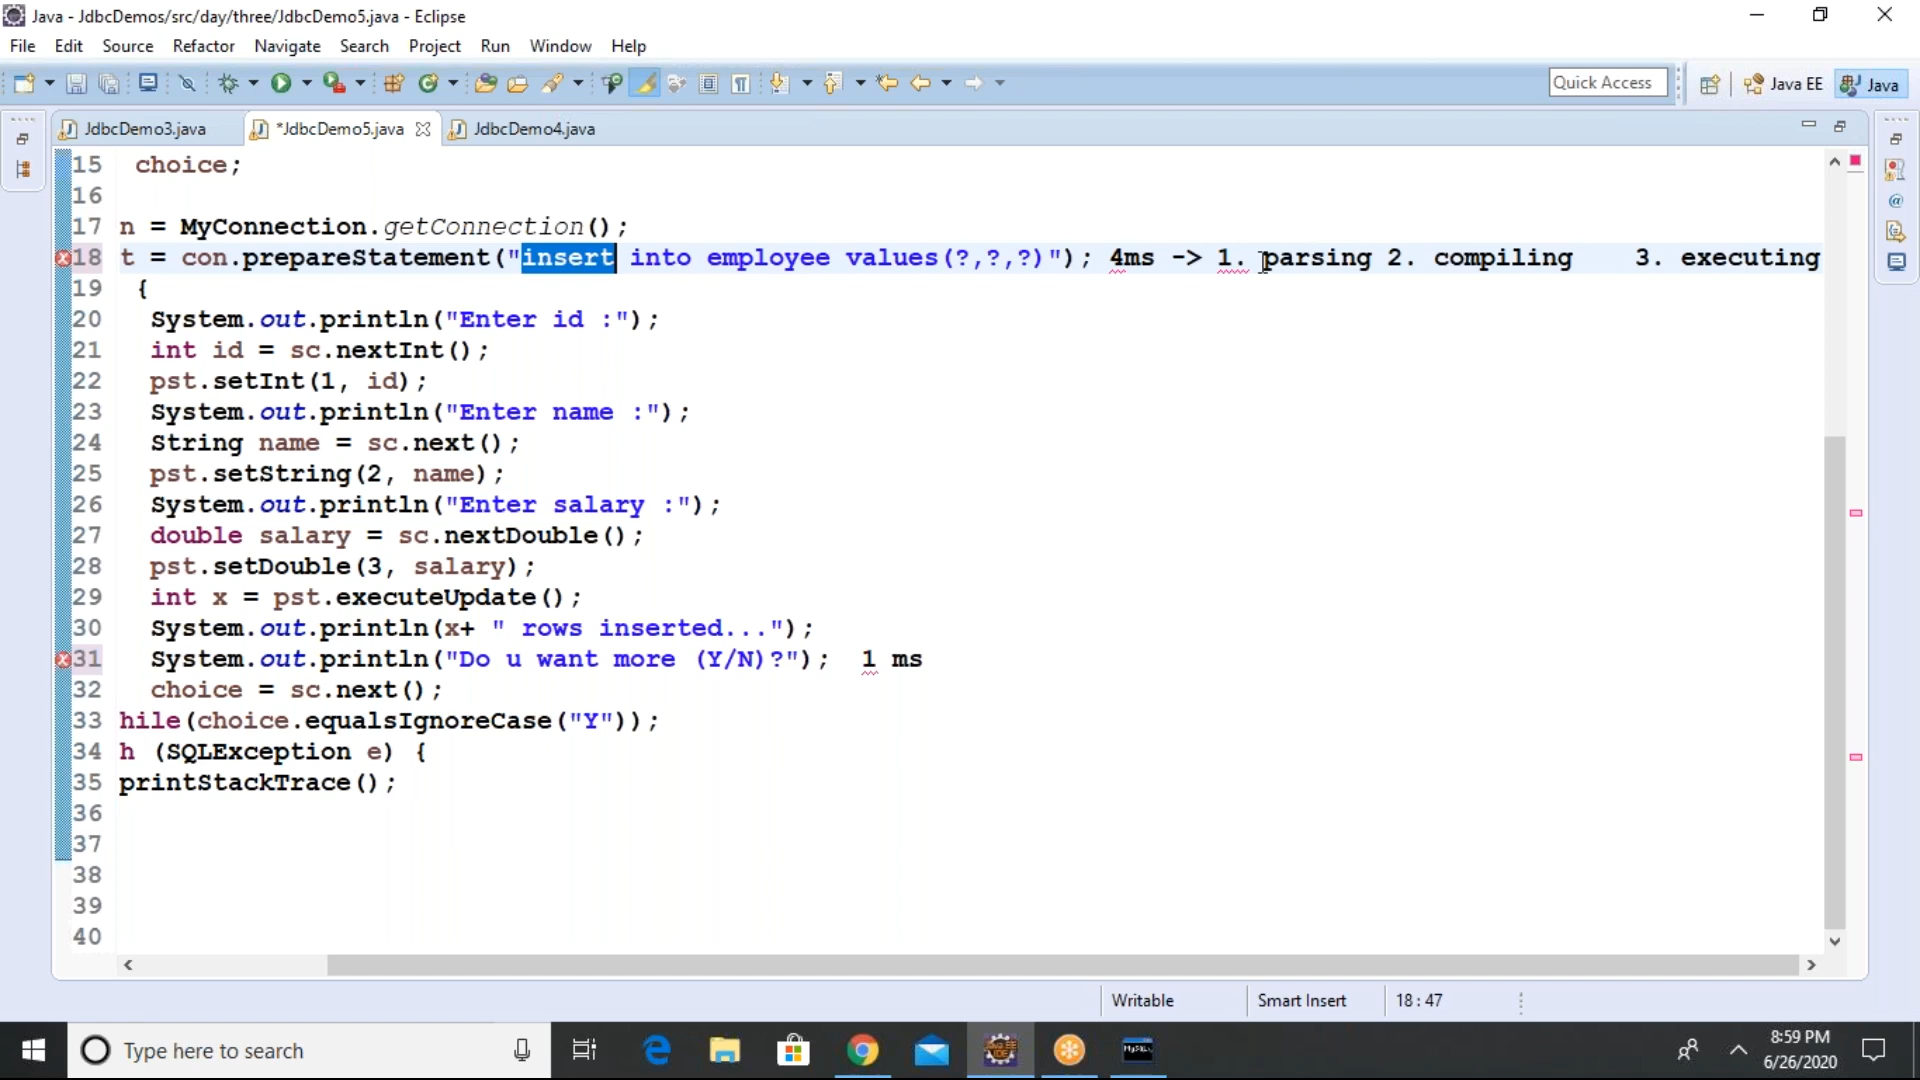 Java - JdbcDemos/src/day/three/JdbcDemo5.java - Eclipse
File Edit Source Refactor Navigate Search Project Run Window Help
Quick Access Java EE Java
JdbcDemo3.java *JdbcDemo5.java JdbcDemo4.java
15 choice;
16
17 n = MyConnection.getConnection();
18 t = con.prepareStatement("insert into employee values(?,?,?)"); 4ms -> 1. parsing 2. compiling 3. executing
19 {
20 System.out.println("Enter id :");
21 int id = sc.nextInt();
22 pst.setInt(1, id);
23 System.out.println("Enter name :");
24 String name = sc.next();
25 pst.setString(2, name);
26 System.out.println("Enter salary :");
27 double salary = sc.nextDouble();
28 pst.setDouble(3, salary);
29 int x = pst.executeUpdate();
30 System.out.println(x+ " rows inserted...");
31 System.out.println("Do u want more (Y/N)?"); 1 ms
32 choice = sc.next();
33 hile(choice.equalsIgnoreCase("Y"));
34 h (SQLException e) {
35 printStackTrace();
36
37
38
39
40
Writable Smart Insert 18:47
Type here to search
8:59 PM
6/26/2020